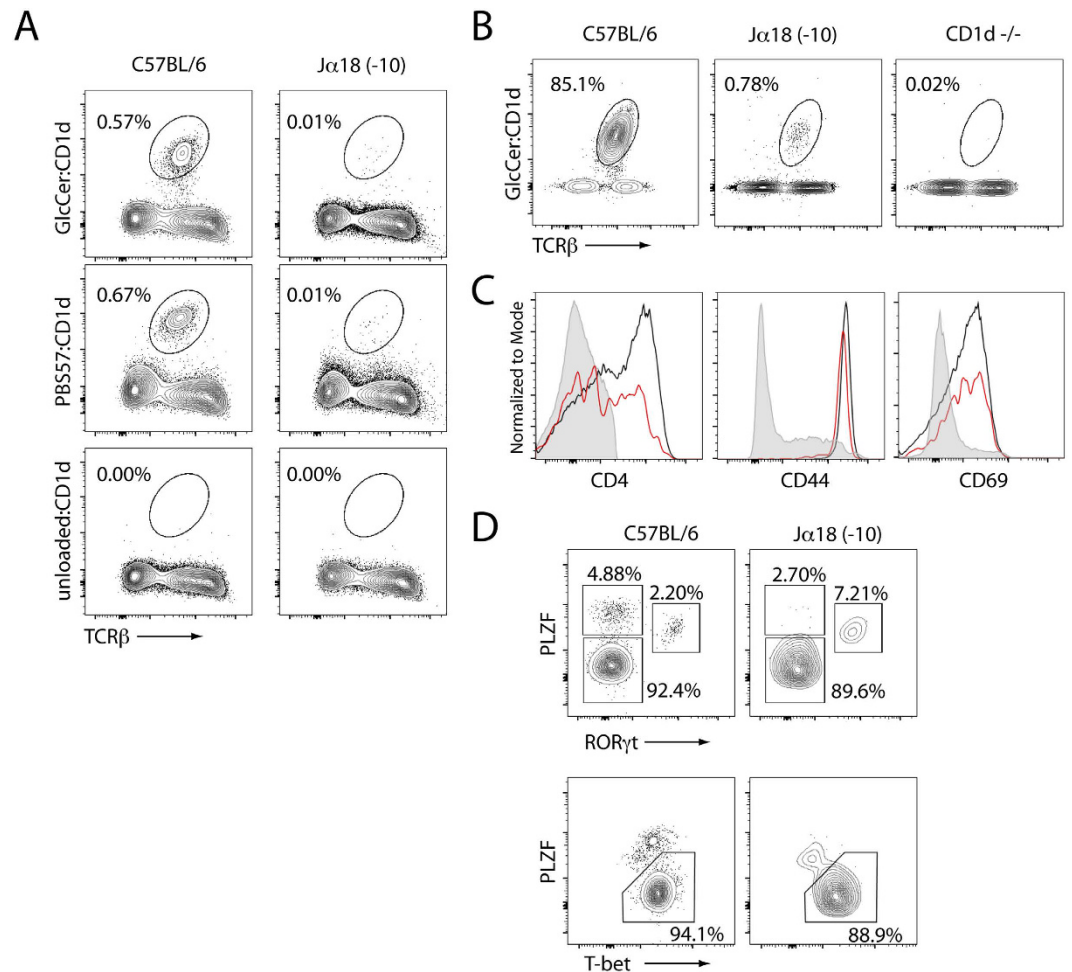 A
C57BL/6
Jα18 (-10)
GlcCer:CD1d
0.57%
0.01%
PBS57:CD1d
0.67%
0.01%
unloaded:CD1d
0.00%
0.00%
TCRβ
B
C57BL/6
Jα18 (-10)
CD1d -/-
GlcCer:CD1d
85.1%
0.78%
0.02%
TCRβ
C
Normalized to Mode
CD4
CD44
CD69
D
C57BL/6
Jα18 (-10)
PLZF
4.88%
2.20%
92.4%
PLZF
2.70%
7.21%
89.6%
RORγt
PLZF
94.1%
PLZF
88.9%
T-bet